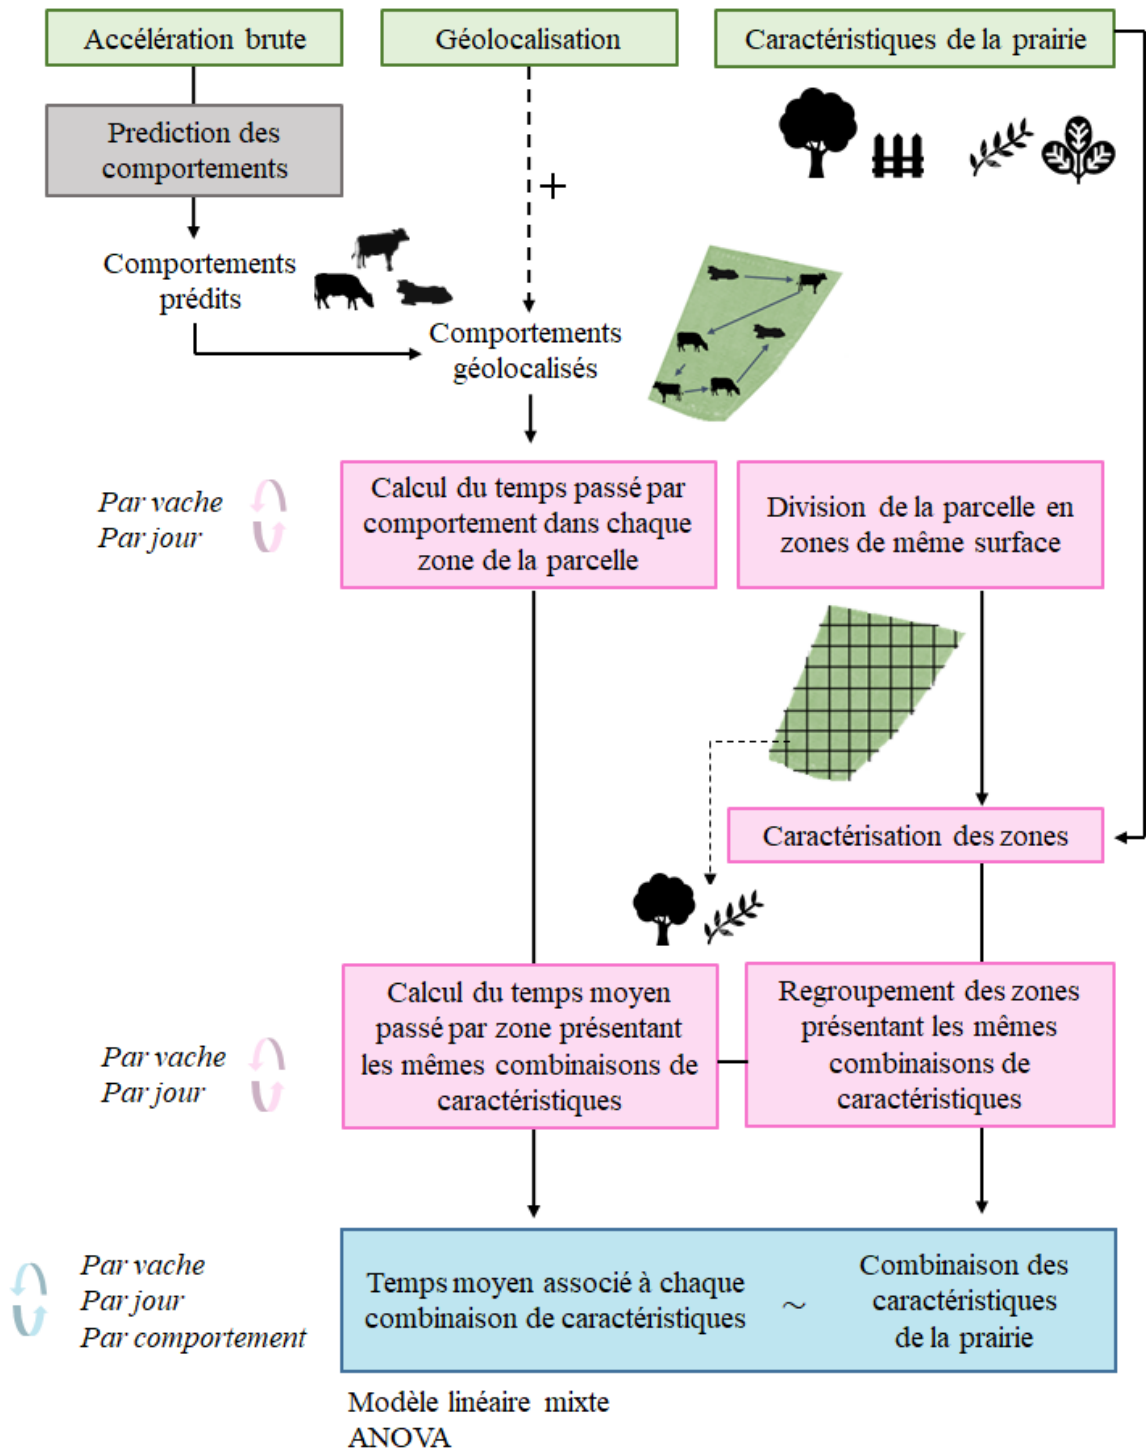 Accélération brute
Géolocalisation
Caractéristiques de la prairie
Prediction des
comportements
+
Comportements
prédits
Comportements
géolocalisés
Par vache
Par jour
Calcul du temps passé par
comportement dans chaque
zone de la parcelle
Division de la parcelle en
zones de même surface
Caractérisation des zones
Par vache
Par jour
Calcul du temps moyen
passé par zone présentant
les mêmes combinaisons de
caractéristiques
Regroupement des zones
présentant les mêmes
combinaisons de
caractéristiques
Par vache
Par jour
Par comportement
Temps moyen associé à chaque
combinaison de caractéristiques
~
Combinaison des
caractéristiques
de la prairie
Modèle linéaire mixte
ANOVA